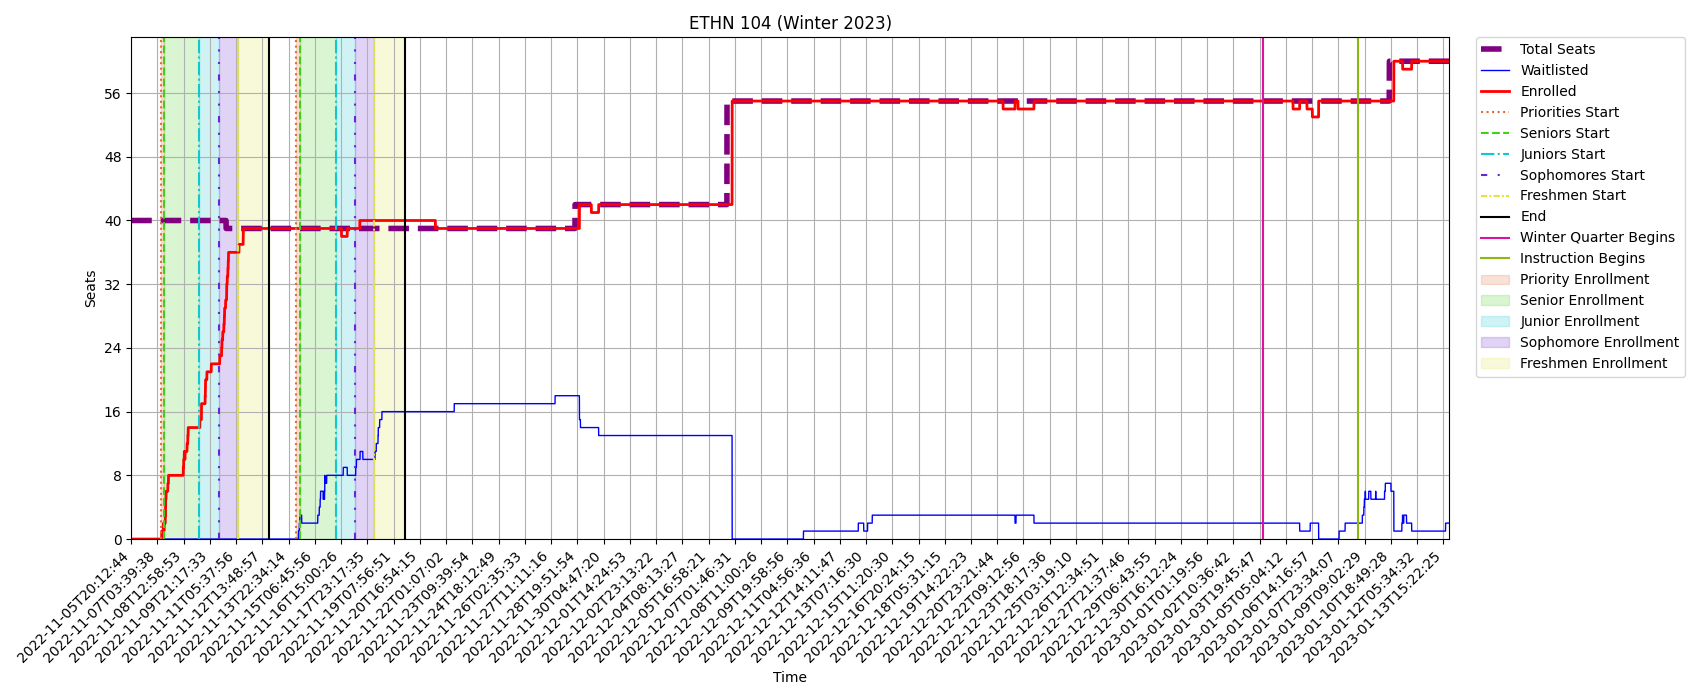 ETHN 104 (Winter 2023)
Seats
56
48
40
32
24
16
8
0
2022-11-05T20:12:44
2022-11-07T03:39:38
2022-11-08T12:58:53
2022-11-09T21:17:33
2022-11-11T05:37:56
2022-11-12T13:48:57
2022-11-13T22:34:14
2022-11-15T06:45:56
2022-11-16T15:00:26
2022-11-17T23:17:35
2022-11-19T07:56:51
2022-11-20T16:54:15
2022-11-22T01:07:02
2022-11-23T09:39:54
2022-11-24T18:12:49
2022-11-26T02:35:33
2022-11-27T11:11:16
2022-11-28T19:51:54
2022-11-30T04:47:20
2022-12-01T14:24:53
2022-12-02T23:13:22
2022-12-04T08:13:27
2022-12-05T16:58:21
2022-12-07T01:46:31
2022-12-08T11:00:26
2022-12-09T19:58:56
2022-12-11T04:56:36
2022-12-12T14:11:47
2022-12-13T07:16:30
2022-12-15T11:20:30
2022-12-16T20:24:15
2022-12-18T05:31:15
2022-12-19T14:22:23
2022-12-20T23:21:44
2022-12-22T09:12:56
2022-12-23T18:17:36
2022-12-25T03:19:10
2022-12-26T12:34:51
2022-12-27T21:37:46
2022-12-29T06:43:55
2022-12-30T16:12:24
2023-01-01T01:19:56
2023-01-02T10:36:42
2023-01-03T19:45:47
2023-01-05T05:04:12
2023-01-06T14:16:57
2023-01-07T23:34:07
2023-01-09T09:02:29
2023-01-10T18:49:28
2023-01-12T05:34:32
2023-01-13T15:22:25
Time
Total Seats
Waitlisted
Enrolled
Priorities Start
Seniors Start
Juniors Start
Sophomores Start
Freshmen Start
End
Winter Quarter Begins
Instruction Begins
Priority Enrollment
Senior Enrollment
Junior Enrollment
Sophomore Enrollment
Freshmen Enrollment